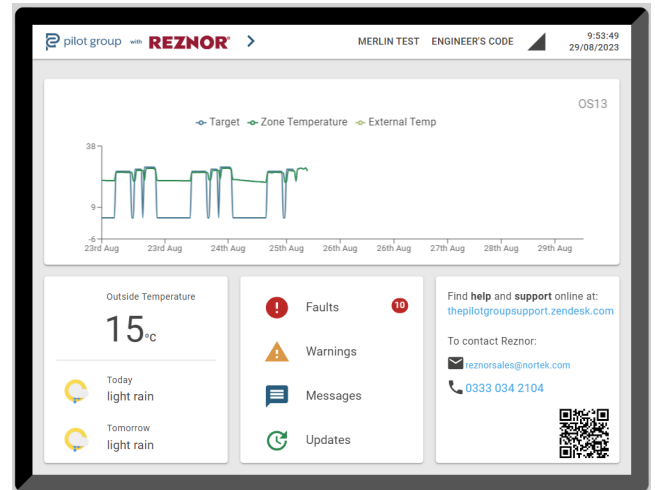 pilot group with REZNOR
MERLIN TEST ENGINEER'S CODE
9:53:49
29/08/2023
OS13
Target Zone Temperature External Temp
38
9
-6
23rd Aug 23rd Aug 24th Aug 25th Aug 26th Aug 26th Aug 27th Aug 28th Aug 29th Aug
Outside Temperature
15°C
Today
light rain
Tomorrow
light rain
Faults 10
Warnings
Messages
Updates
Find help and support online at:
thepilotgroupsupport.zendesk.com
To contact Reznor:
reznorsales@nortek.com
0333 034 2104